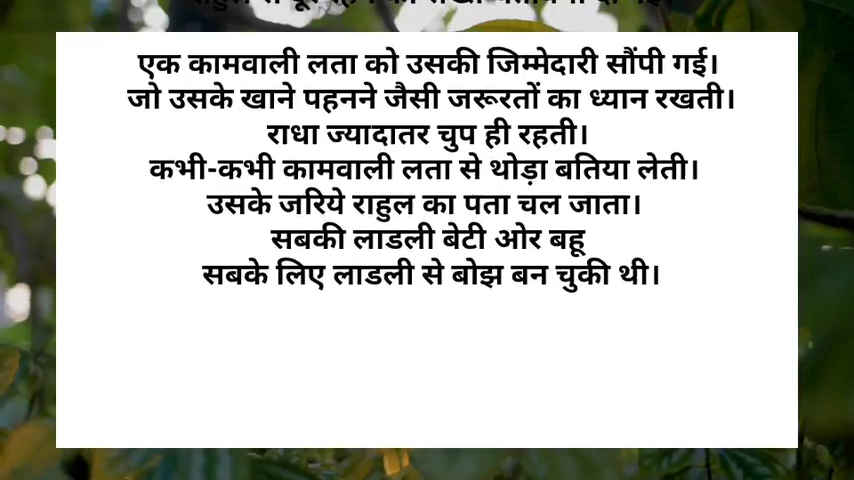 एक कामवाली लता को उसकी जिम्मेदारी सौंपी गई।
जो उसके खाने पहनने जैसी जरूरतों का ध्यान रखती।
राधा ज्यादातर चुप ही रहती।
कभी-कभी कामवाली लता से थोड़ा बतिया लेती।
उसके जरिये राहुल का पता चल जाता।
सबकी लाडली बेटी ओर बहू
सबके लिए लाडली से बोझ बन चुकी थी।